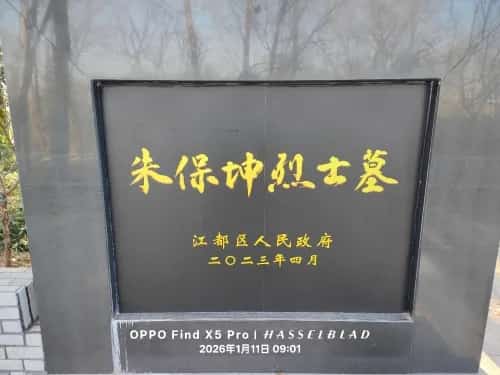 朱保坤烈士墓
江都区人民政府
二〇二三年四月
OPPO Find X5 Pro | HASSELBLAD
2026年1月11日 09:01